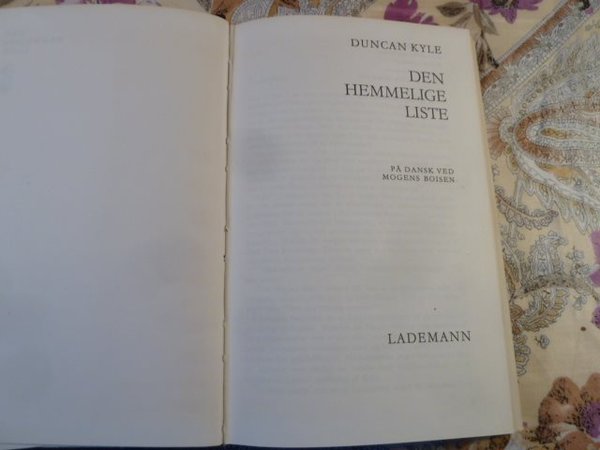 DUNCAN KYLE
DEN
HEMMELIGE
LISTE
PÅ DANSK VED
MOGENS BOISEN
LADEMANN